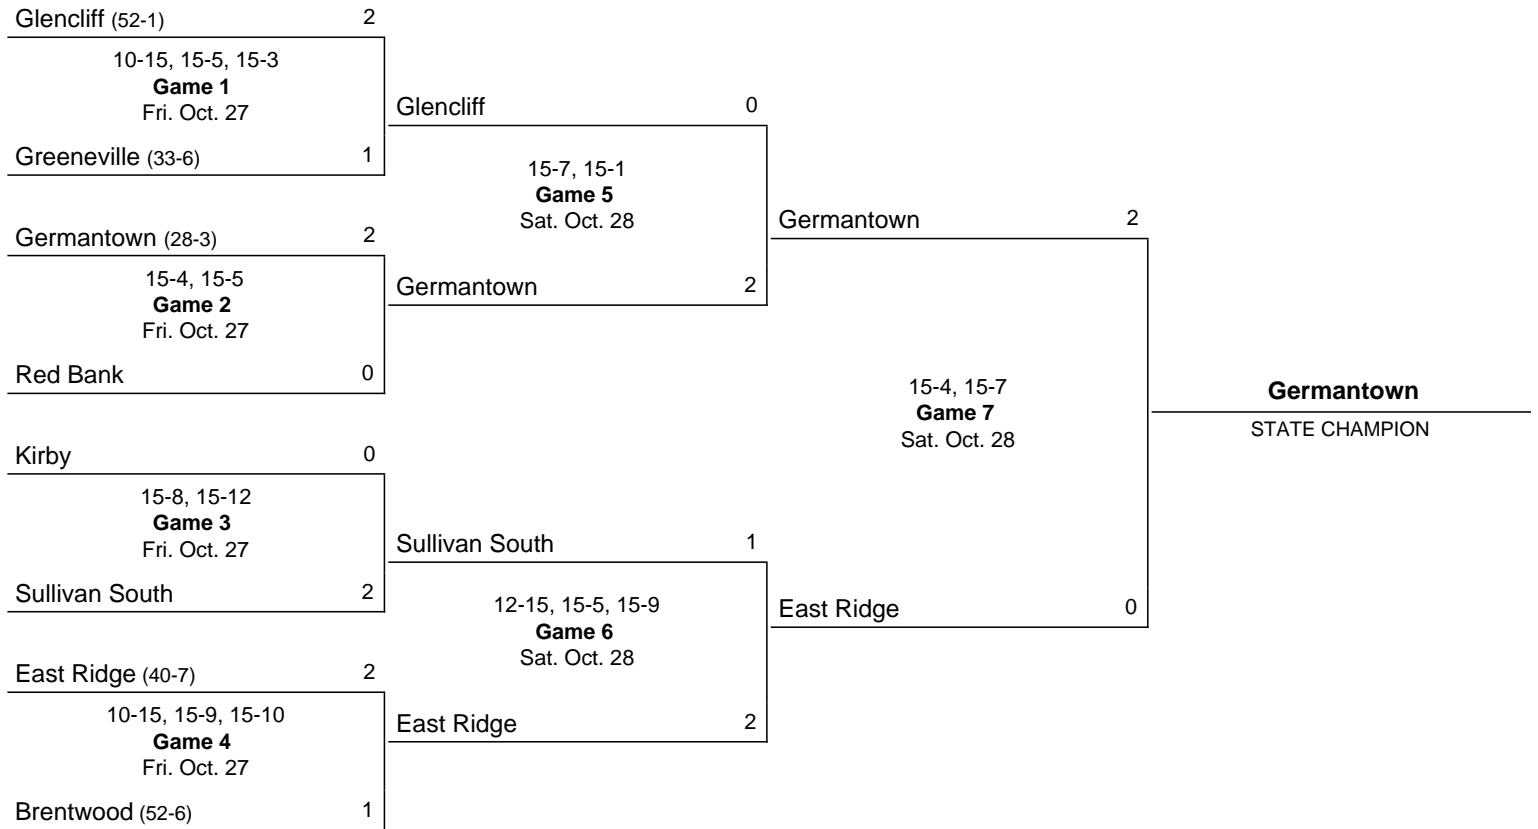 Glencliff (52-1) 2
10-15, 15-5, 15-3
Game 1
Fri. Oct. 27
Greeneville (33-6) 1
Germantown (28-3) 2
15-4, 15-5
Game 2
Fri. Oct. 27
Red Bank 0
Kirby 0
15-8, 15-12
Game 3
Fri. Oct. 27
Sullivan South 2
East Ridge (40-7) 2
10-15, 15-9, 15-10
Game 4
Fri. Oct. 27
Brentwood (52-6) 1
Glencliff 0
15-7, 15-1
Game 5
Sat. Oct. 28
Germantown 2
Sullivan South 1
12-15, 15-5, 15-9
Game 6
Sat. Oct. 28
East Ridge 2
Germantown 2
15-4, 15-7
Game 7
Sat. Oct. 28
East Ridge 0
Germantown
STATE CHAMPION